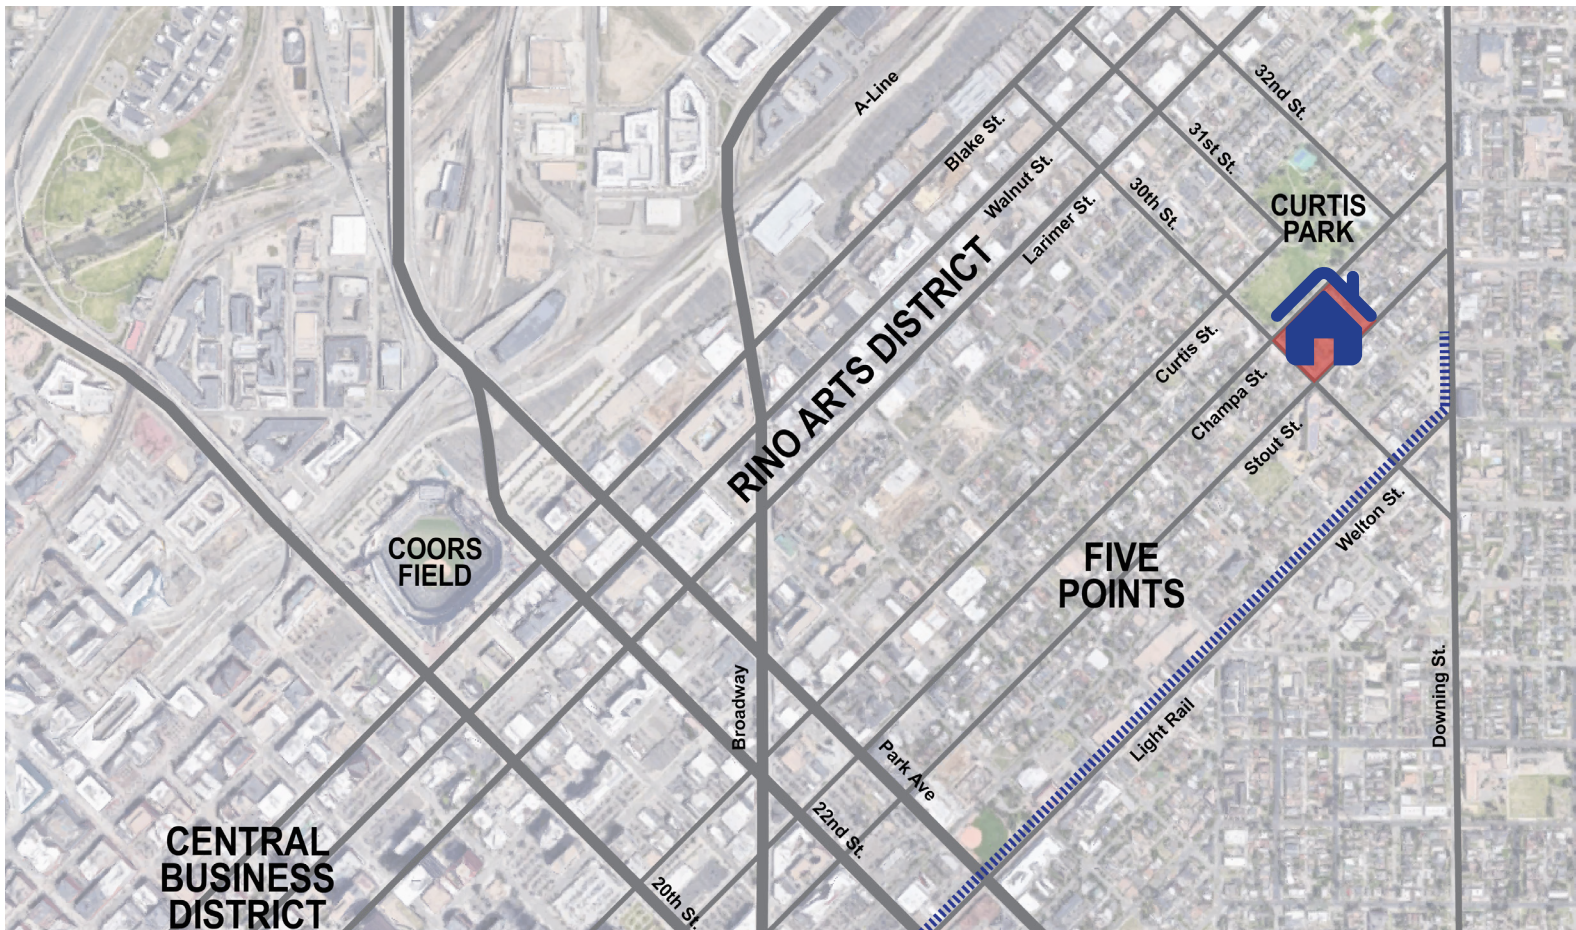 A-Line
32nd St.
Blake St.
31st St.
Walnut St.
30th St.
Larimer St.
CURTIS
PARK
RINO ARTS DISTRICT
Curtis St.
Champa St.
Stout St.
Welton St.
COORS
FIELD
FIVE
POINTS
Broadway
Downing St.
Light Rail
Park Ave
22nd St.
20th St.
CENTRAL
BUSINESS
DISTRICT